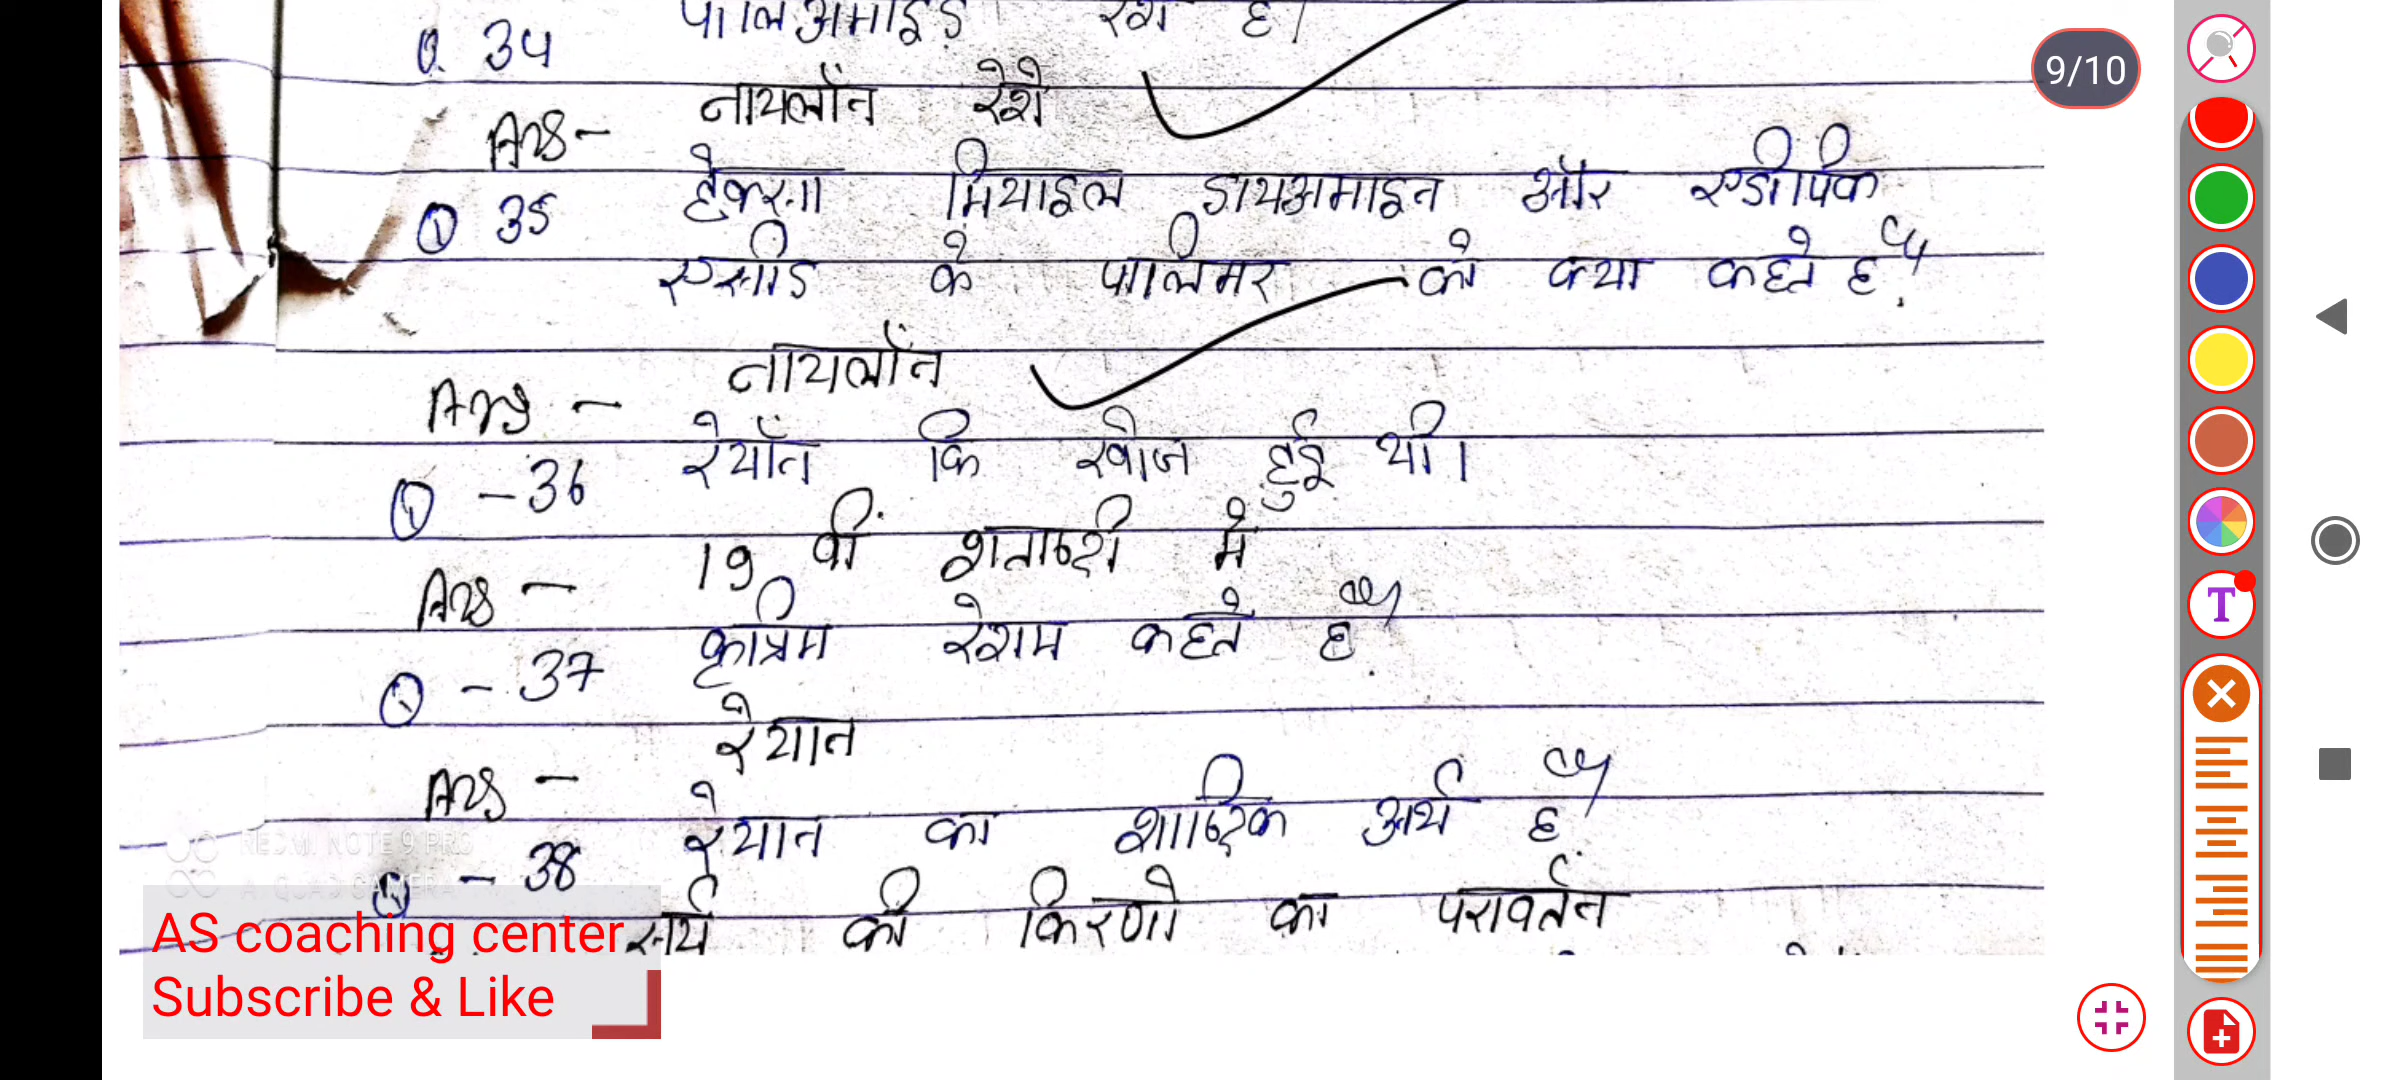 Q. 34 पालिअमाइड रेशे है।
Ans- नायलॉन रेशे
Q 35 हेक्सा मिथाइल डायअमाइन और एडीपिक
एसीड के पालिमर को क्या कहते है.
Ans - नायलॉन
Q - 36 रेयॉन कि खोज हुई थी।
Ans - 19 वीं शताब्दी में
Q - 37 कृत्रिम रेशम कहते है.
Ans - रेयान
Q - 38 रेयान का शाब्दिक अर्थ है.
सूर्य की किरणो का परावर्तन
9/10
T
REDMI NOTE 9 PRO
AI QUAD CAMERA
AS coaching center
Subscribe & Like